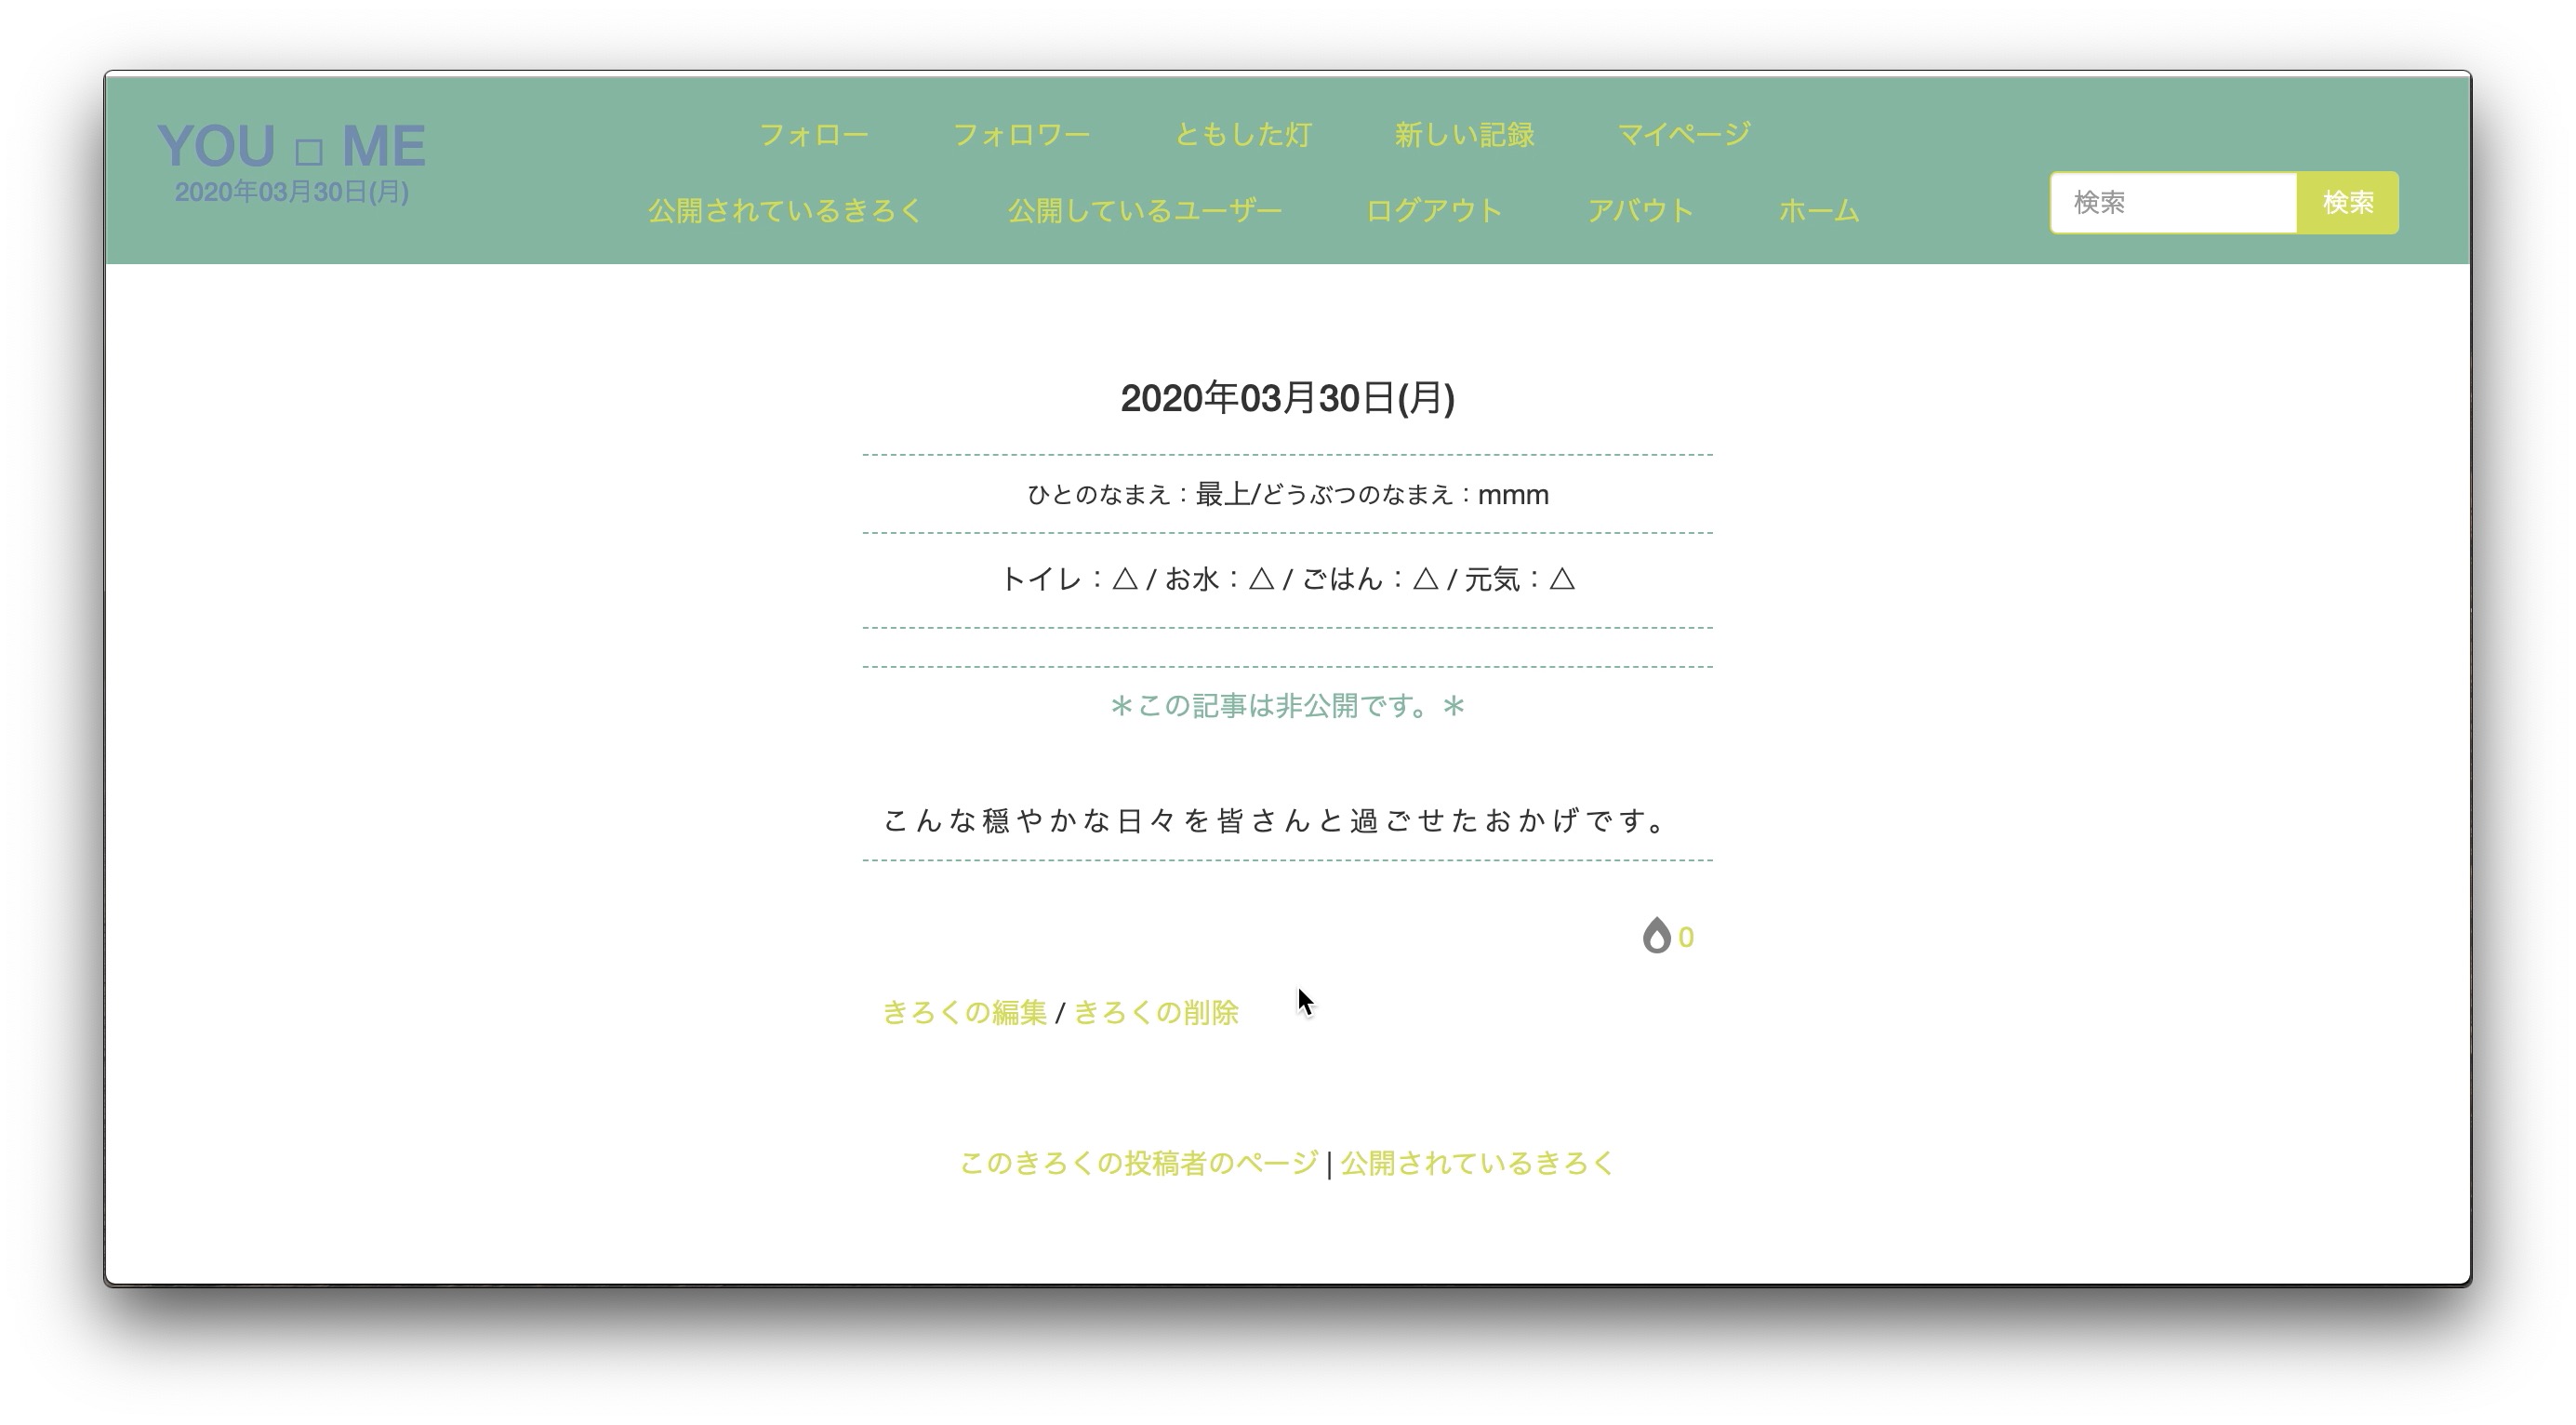 YOU □ ME
2020年03月30日(月)
フォロー フォロワー ともした灯 新しい記録 マイページ
公開されているきろく 公開しているユーザー ログアウト アバウト ホーム
検索 検索
2020年03月30日(月)
ひとのなまえ：最上/どうぶつのなまえ：mmm
トイレ：△ / お水：△ / ごはん：△ / 元気：△
＊この記事は非公開です。＊
こんな穏やかな日々を皆さんと過ごせたおかげです。
0
きろくの編集 / きろくの削除
このきろくの投稿者のページ | 公開されているきろく